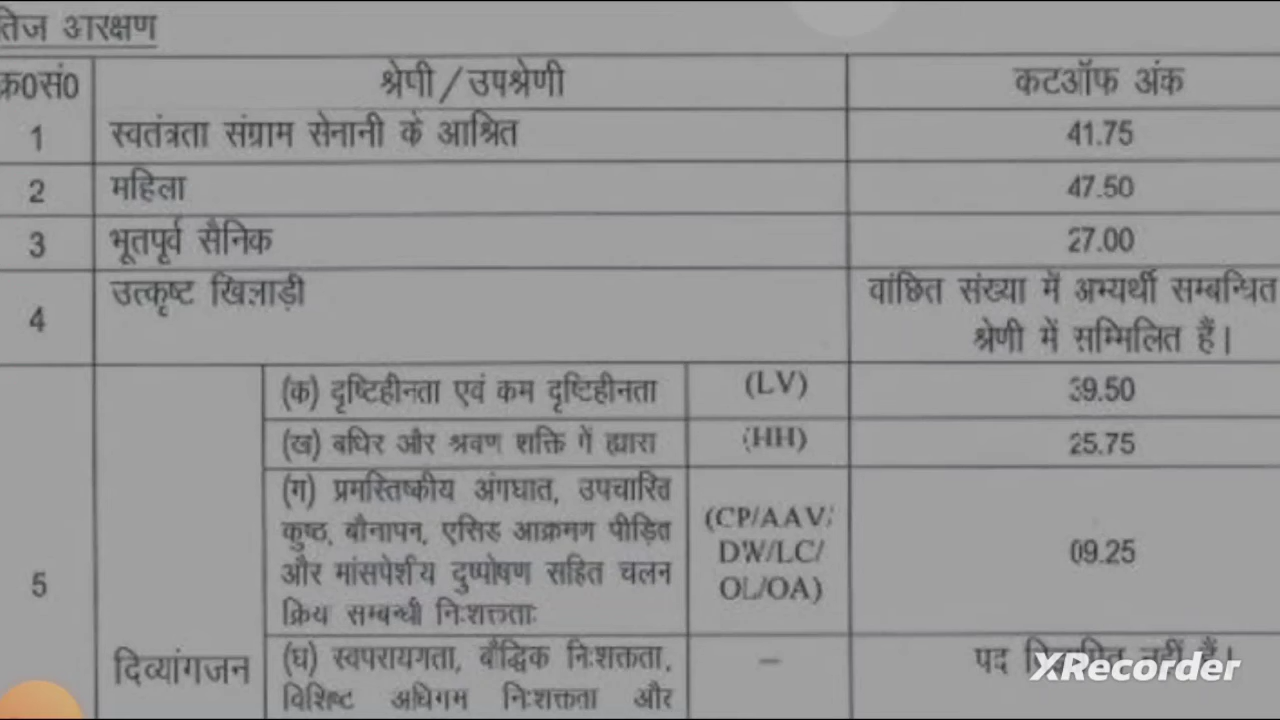 तिज आरक्षण
क्र0सं0 श्रेपी/उपश्रेणी कटऑफ अंक
1 स्वतंत्रता संग्राम सेनानी के आश्रित 41.75
2 महिला 47.50
3 भूतपूर्व सैनिक 27.00
4 उत्कृष्ट खिलाड़ी वांछित संख्या में अभ्यर्थी सम्बन्धित
श्रेणी में सम्मिलित हैं।
5 दिव्यांगजन
(क) दृष्टिहीनता एवं कम दृष्टिहीनता (LV) 39.50
(ख) बधिर और श्रवण शक्ति में ह्यारा (HH) 25.75
(ग) प्रमस्तिष्कीय अंगघात, उपचारित
कुष्ठ, बौनापन, एसिड आक्रमण पीड़ित
और मांसपेशीय दुष्पोषण सहित चलन
क्रिय सम्बन्धी निःशक्तताः
(CP/AAV/
DW/LC/
OL/OA)
09.25
(घ) स्वपरायगता, बौद्धिक निःशक्तता, – पद नहीं हैं।
विशिष्ट अधिगम निःशक्तता और
XRecorder